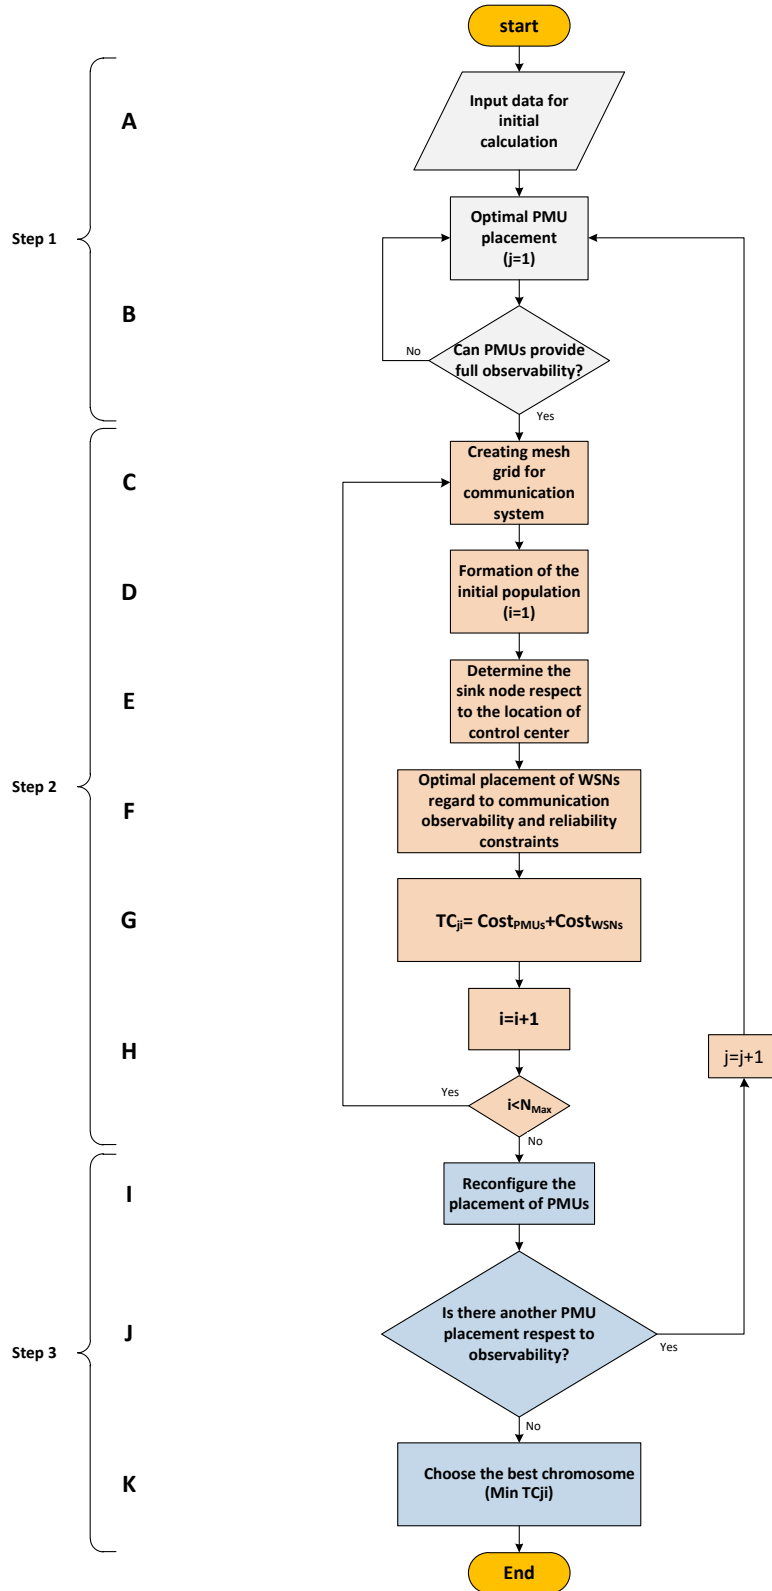 start
A
Input data for
initial
calculation
Step 1
Optimal PMU
placement
(j=1)
B
No
Can PMUs provide
full observability?
Yes
C
Creating mesh
grid for
communication
system
D
Formation of the
initial population
(i=1)
E
Determine the
sink node respect
to the location of
control center
Step 2
F
Optimal placement of WSNs
regard to communication
observability and reliability
constraints
G
TCji= CostPMUs+CostWSNs
i=i+1
H
j=j+1
Yes
i<NMax
No
I
Reconfigure the
placement of PMUs
Step 3
J
Is there another PMU
placement respest to
observability?
Yes
No
K
Choose the best chromosome
(Min TCji)
End